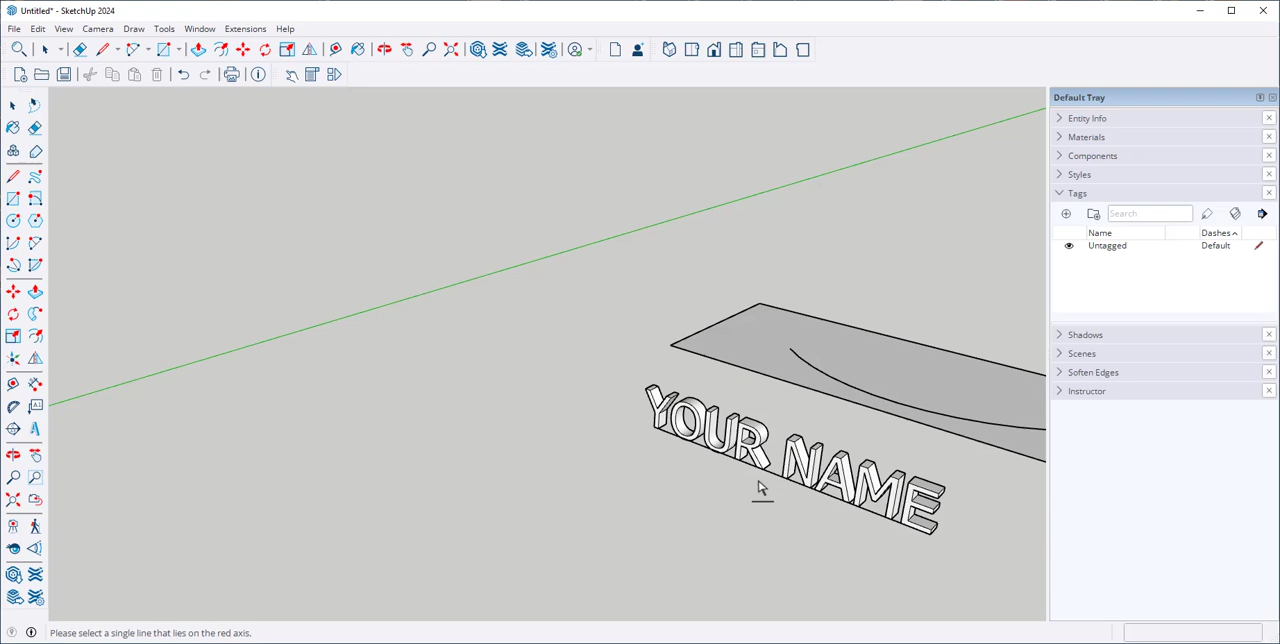 Untitled* - SketchUp 2024
File Edit View Camera Draw Tools Window Extensions Help
Default Tray
Entity Info
Materials
Components
Styles
Tags
Search
Name Dashes
Untagged Default
Shadows
Scenes
Soften Edges
Instructor
YOUR NAME
Please select a single line that lies on the red axis.